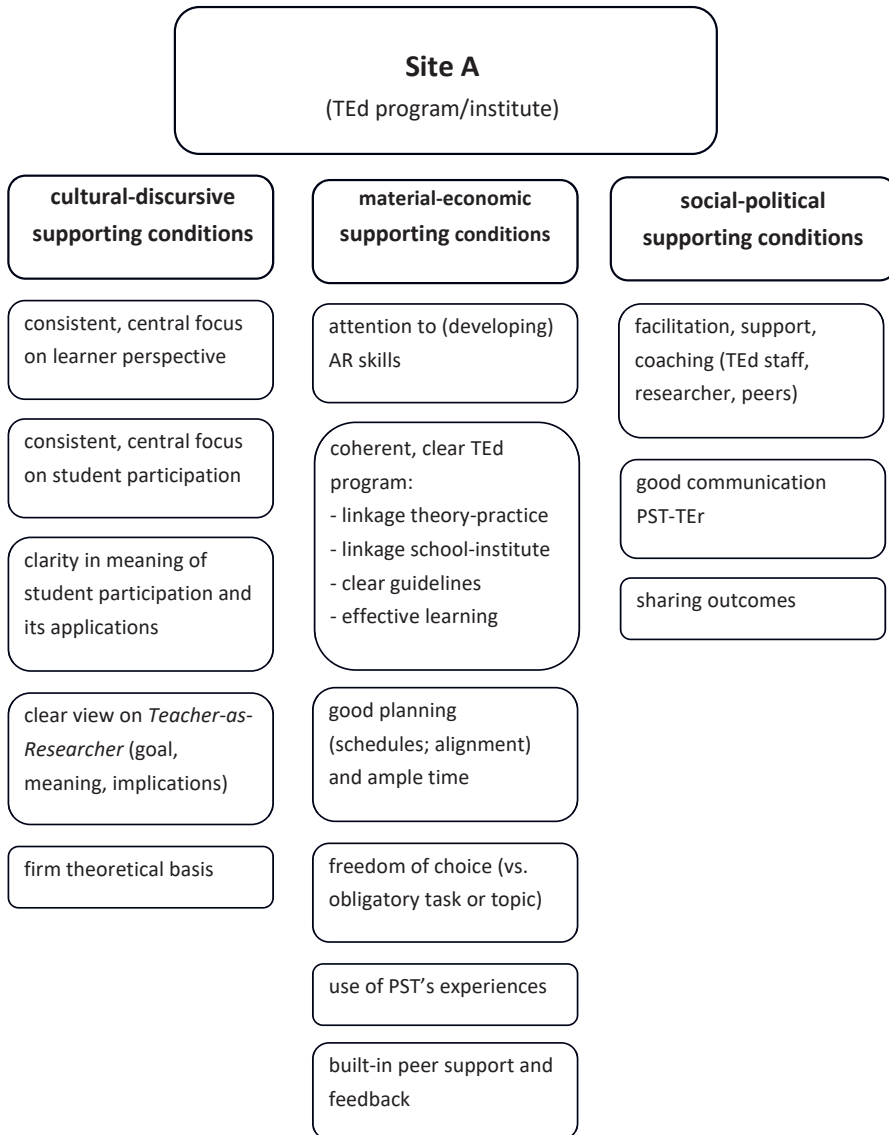 Site A
(TEd program/institute)
cultural-discursive
supporting conditions
consistent, central focus
on learner perspective
consistent, central focus
on student participation
clarity in meaning of
student participation and
its applications
clear view on Teacher-as-
Researcher (goal,
meaning, implications)
firm theoretical basis
material-economic
supporting conditions
attention to (developing)
AR skills
coherent, clear TEd
program:
- linkage theory-practice
- linkage school-institute
- clear guidelines
- effective learning
good planning
(schedules; alignment)
and ample time
freedom of choice (vs.
obligatory task or topic)
use of PST's experiences
built-in peer support and
feedback
social-political
supporting conditions
facilitation, support,
coaching (TEd staff,
researcher, peers)
good communication
PST-TEr
sharing outcomes